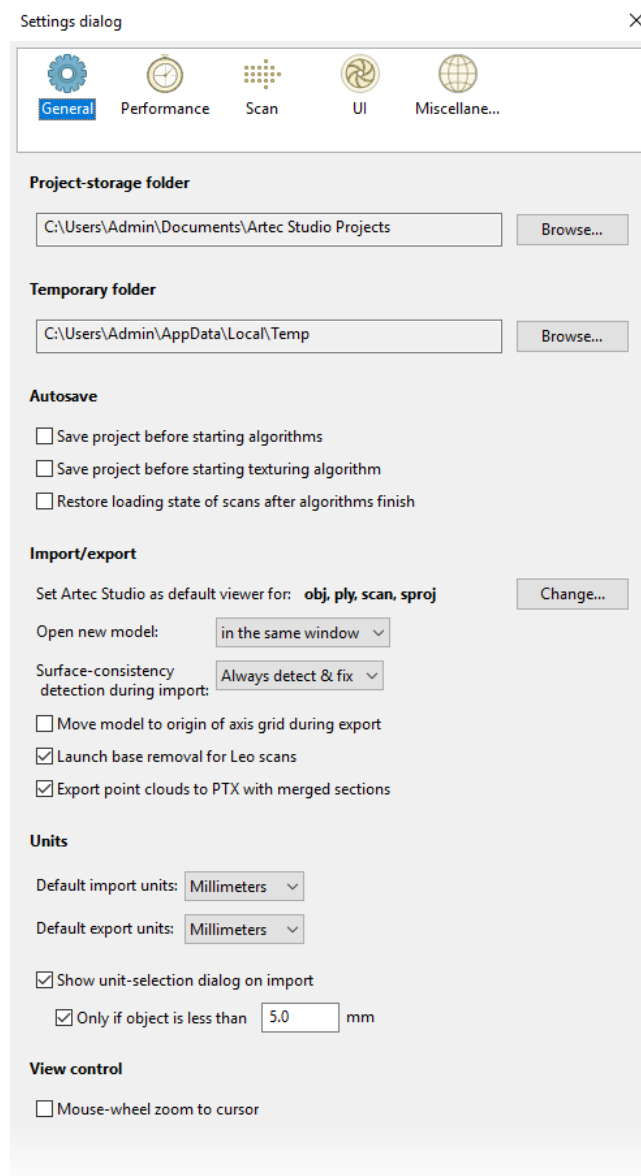 Settings dialog
General Performance Scan UI Miscellane...
Project-storage folder
C:\Users\Admin\Documents\Artec Studio Projects Browse...
Temporary folder
C:\Users\Admin\AppData\Local\Temp Browse...
Autosave
Save project before starting algorithms
Save project before starting texturing algorithm
Restore loading state of scans after algorithms finish
Import/export
Set Artec Studio as default viewer for: obj, ply, scan, sproj Change...
Open new model: in the same window
Surface-consistency
detection during import: Always detect & fix
Move model to origin of axis grid during export
Launch base removal for Leo scans
Export point clouds to PTX with merged sections
Units
Default import units: Millimeters
Default export units: Millimeters
Show unit-selection dialog on import
Only if object is less than 5.0 mm
View control
Mouse-wheel zoom to cursor